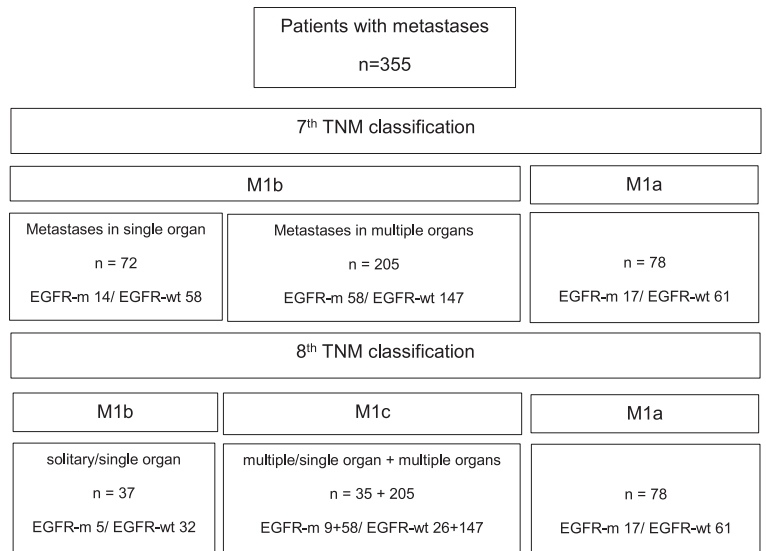 Patients with metastases
n=355
7th TNM classification
M1b
M1a
Metastases in single organ
n = 72
EGFR-m 14/ EGFR-wt 58
Metastases in multiple organs
n = 205
EGFR-m 58/ EGFR-wt 147
n = 78
EGFR-m 17/ EGFR-wt 61
8th TNM classification
M1b
M1c
M1a
solitary/single organ
n = 37
EGFR-m 5/ EGFR-wt 32
multiple/single organ + multiple organs
n = 35 + 205
EGFR-m 9+58/ EGFR-wt 26+147
n = 78
EGFR-m 17/ EGFR-wt 61